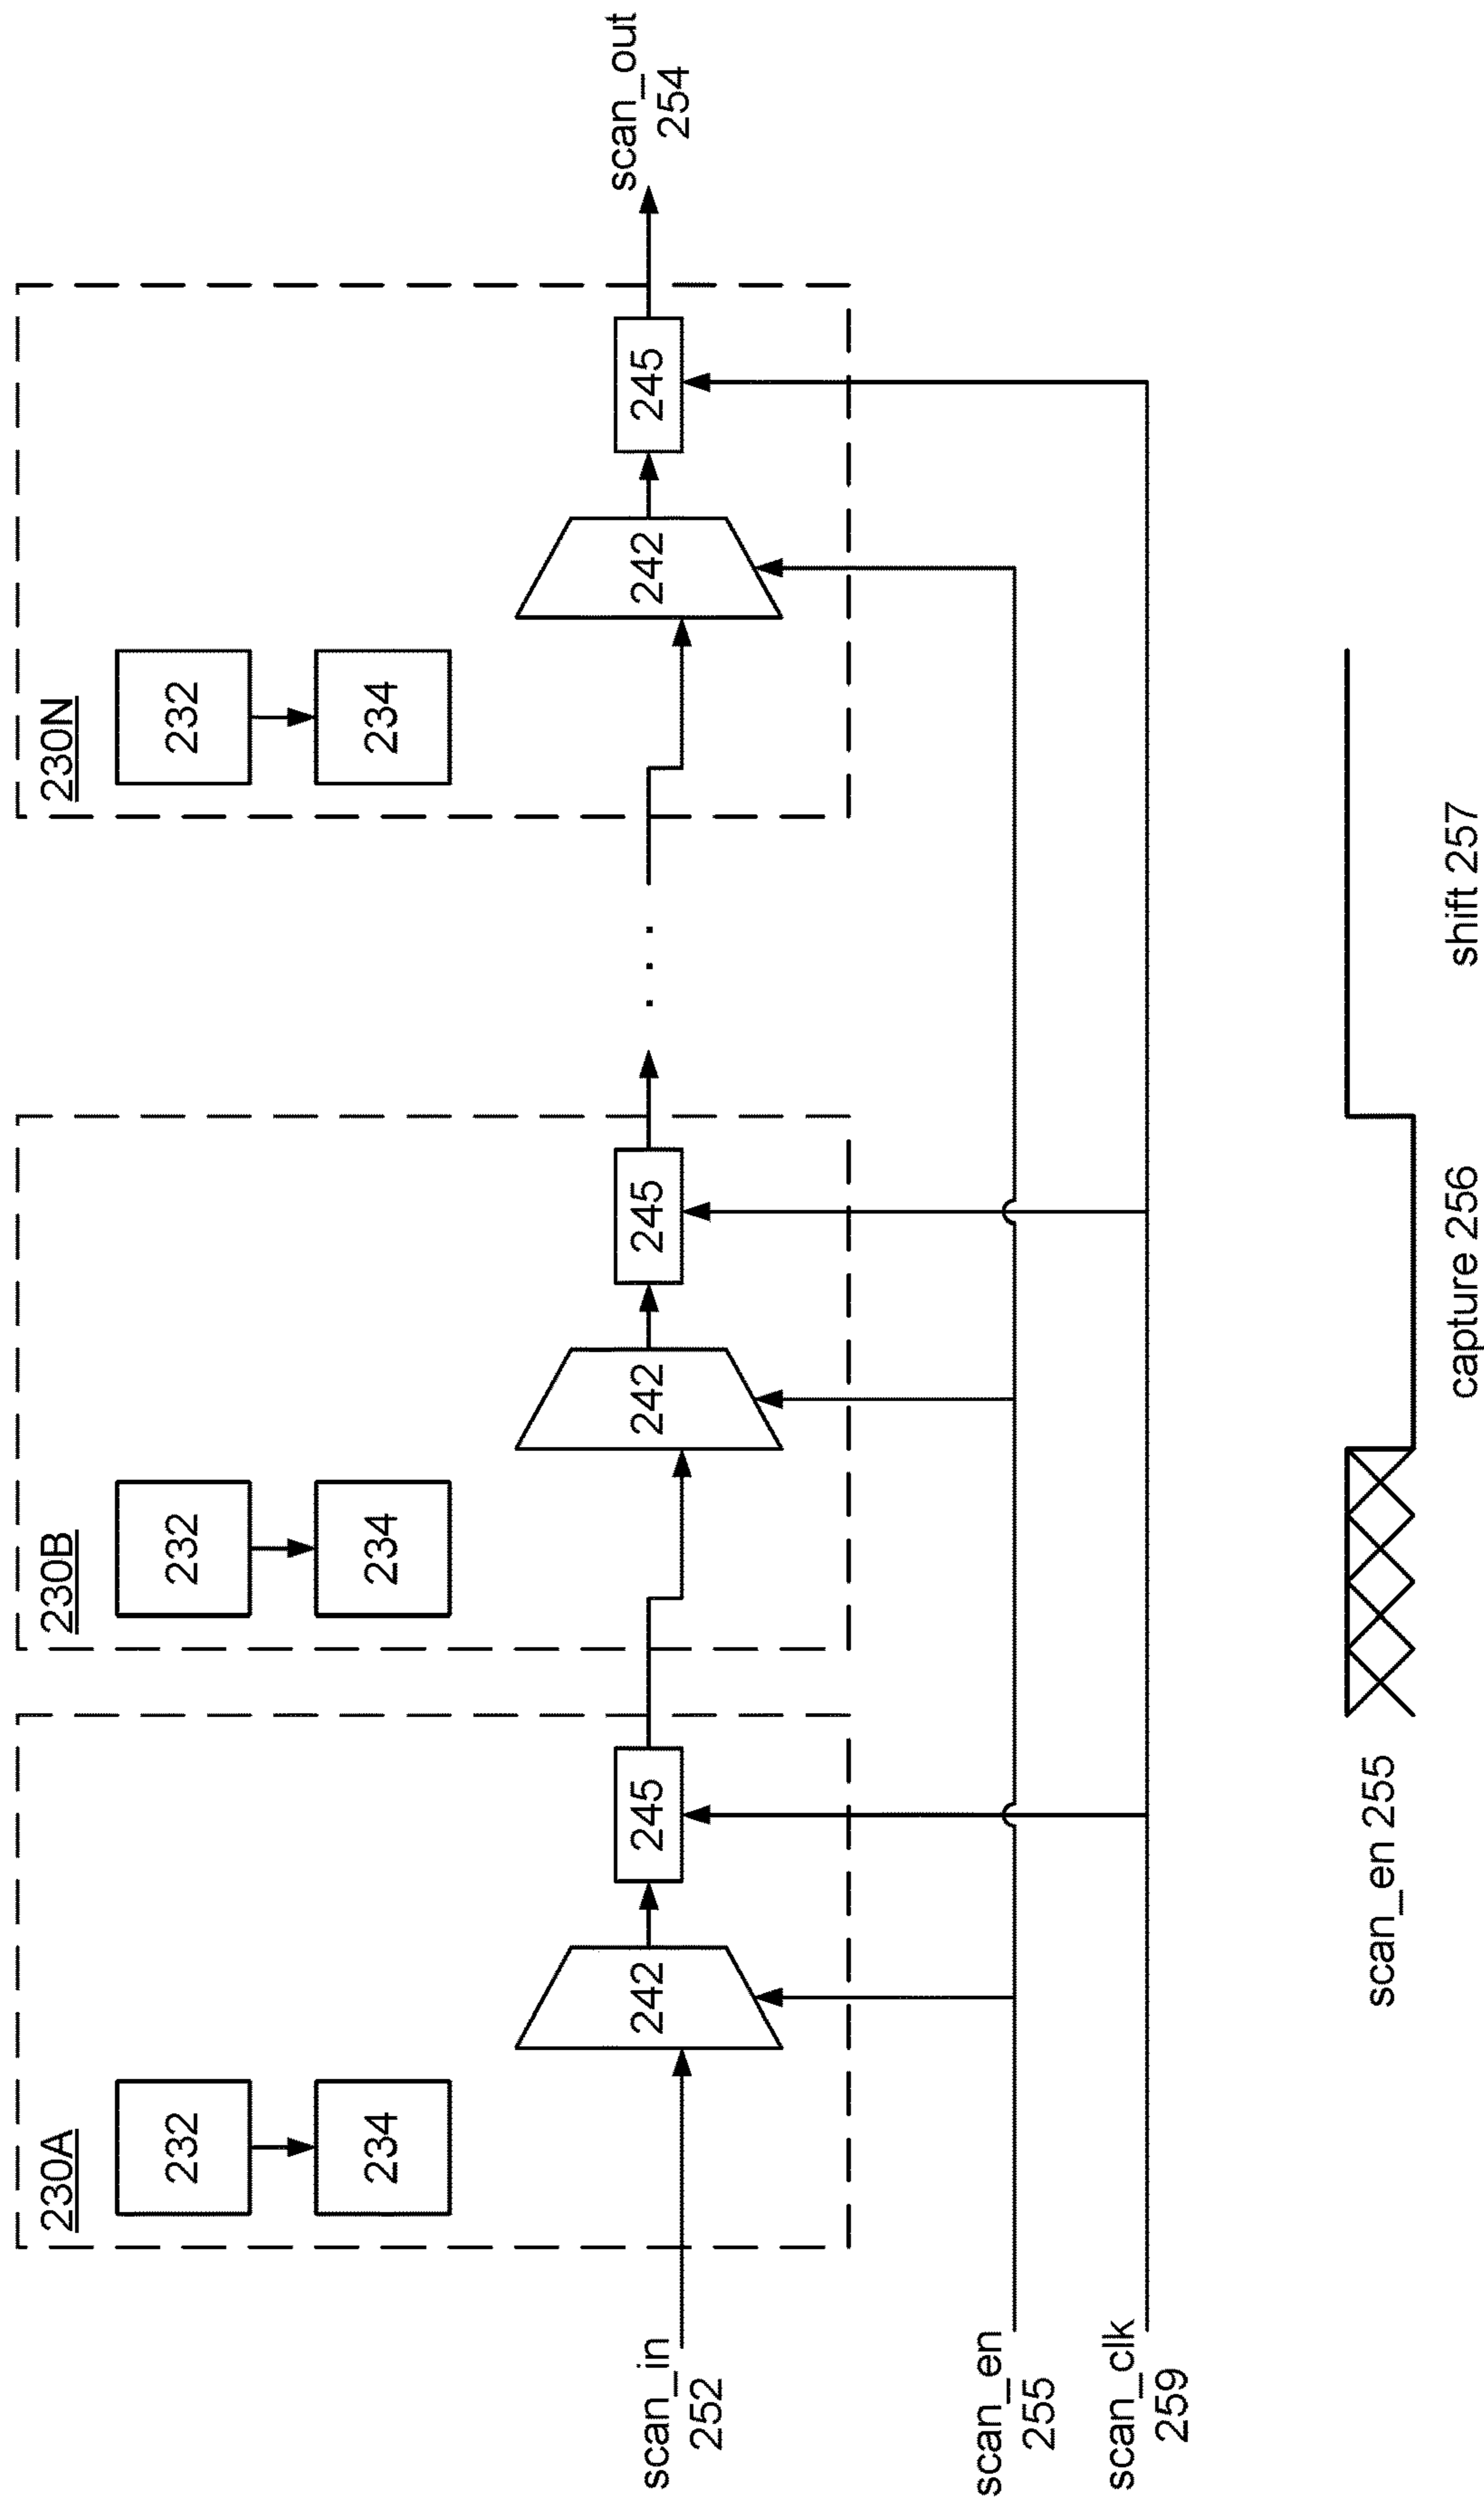 230A
232
234
242
245
230B
232
234
242
245
. . .
230N
232
234
242
245
scan_out
254
scan_in
252
scan_en
255
scan_clk
259
scan_en 255
capture 256
shift 257